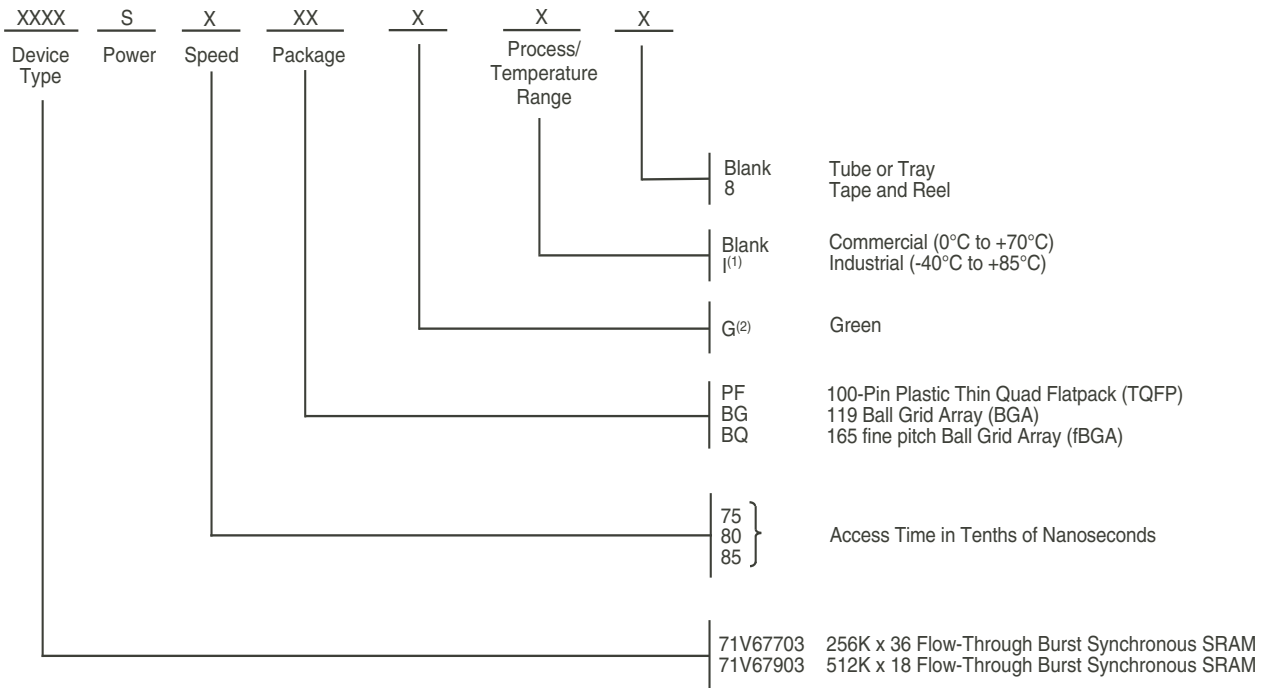 XXXX S X XX X X X
Device Type Power Speed Package Process/ Temperature Range
Blank Tube or Tray
8 Tape and Reel
Blank Commercial (0°C to +70°C)
I(1) Industrial (-40°C to +85°C)
G(2) Green
PF 100-Pin Plastic Thin Quad Flatpack (TQFP)
BG 119 Ball Grid Array (BGA)
BQ 165 fine pitch Ball Grid Array (fBGA)
75
80 Access Time in Tenths of Nanoseconds
85
71V67703 256K x 36 Flow-Through Burst Synchronous SRAM
71V67903 512K x 18 Flow-Through Burst Synchronous SRAM